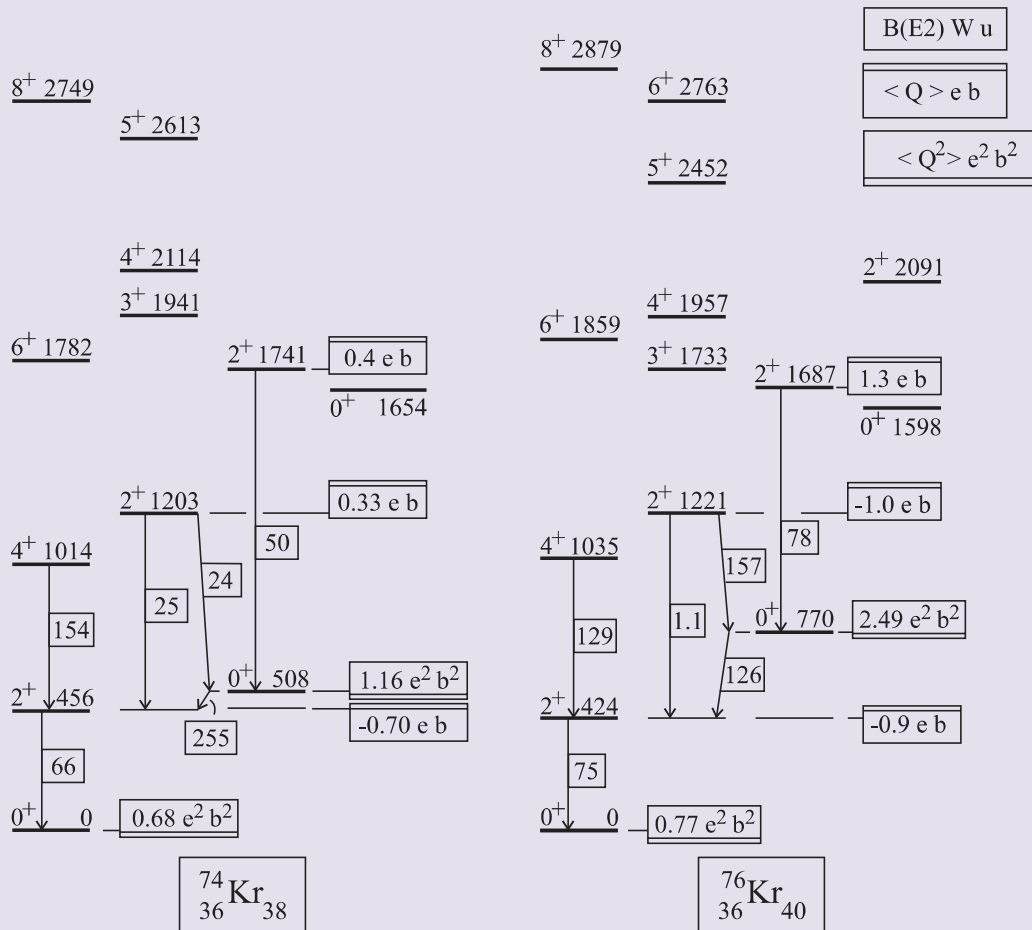 B(E2) W u
< Q > e b
< Q² > e² b²
8⁺ 2749
5⁺ 2613
4⁺ 2114
3⁺ 1941
6⁺ 1782
2⁺ 1741
0.4 e b
0⁺ 1654
2⁺ 1203
0.33 e b
4⁺ 1014
50
24
25
154
0⁺ 508
1.16 e² b²
2⁺ 456
-0.70 e b
255
66
0⁺ 0
0.68 e² b²
⁷⁴₃₆Kr₃₈
8⁺ 2879
6⁺ 2763
5⁺ 2452
2⁺ 2091
4⁺ 1957
6⁺ 1859
3⁺ 1733
2⁺ 1687
1.3 e b
0⁺ 1598
2⁺ 1221
-1.0 e b
4⁺ 1035
78
157
1.1
129
0⁺ 770
2.49 e² b²
126
2⁺ 424
-0.9 e b
75
0⁺ 0
0.77 e² b²
⁷⁶₃₆Kr₄₀